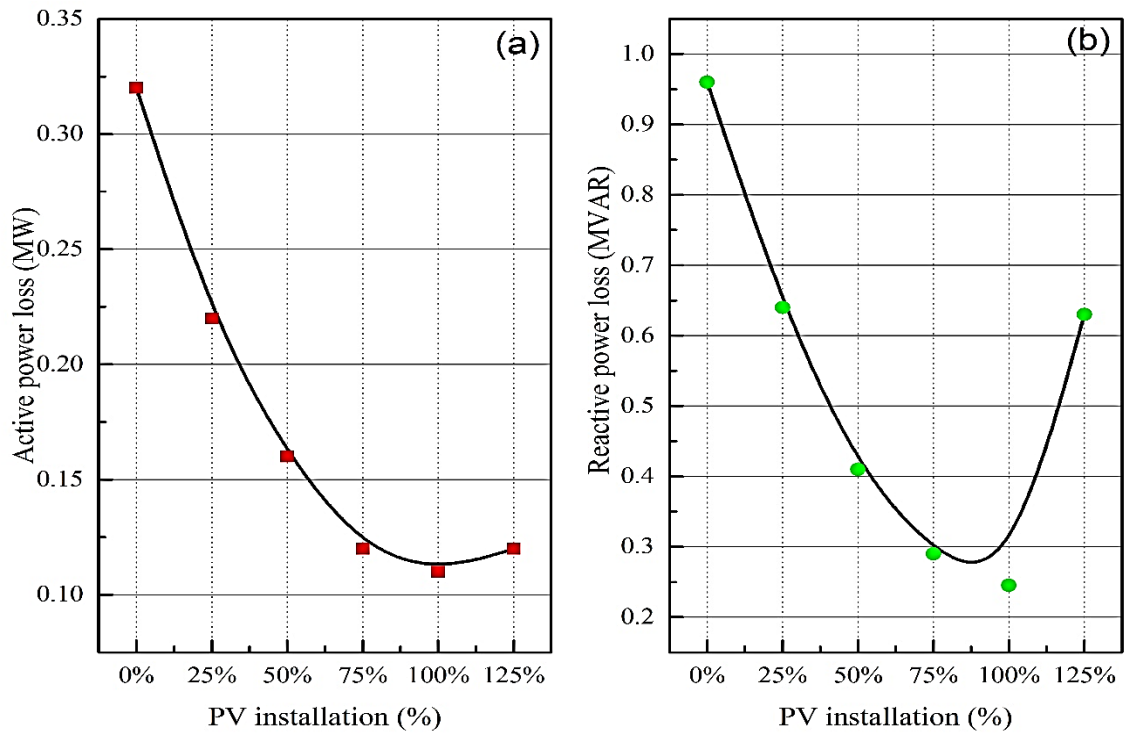 (a)
Active power loss (MW)
0.35
0.30
0.25
0.20
0.15
0.10
0% 25% 50% 75% 100% 125%
PV installation (%)
(b)
Reactive power loss (MVAR)
1.0
0.9
0.8
0.7
0.6
0.5
0.4
0.3
0.2
0% 25% 50% 75% 100% 125%
PV installation (%)